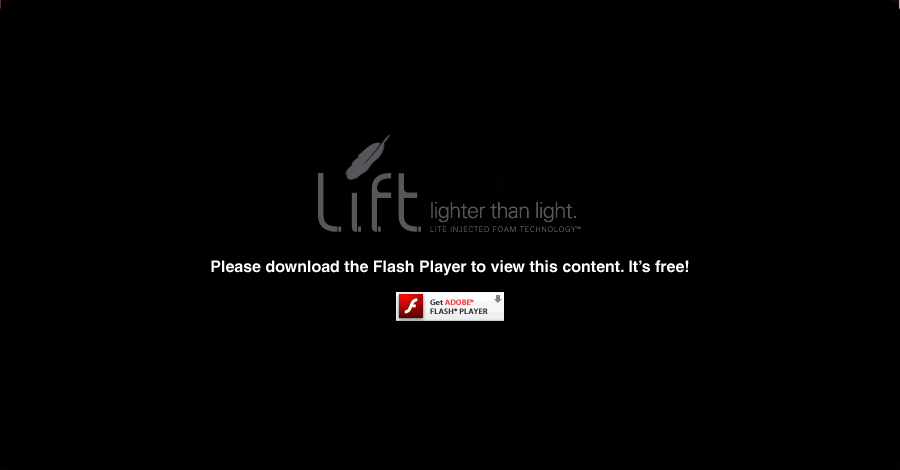 Lift
lighter than light.
LITE INJECTED FOAM TECHNOLOGY™
Please download the Flash Player to view this content. It's free!
Get ADOBE®
FLASH® PLAYER